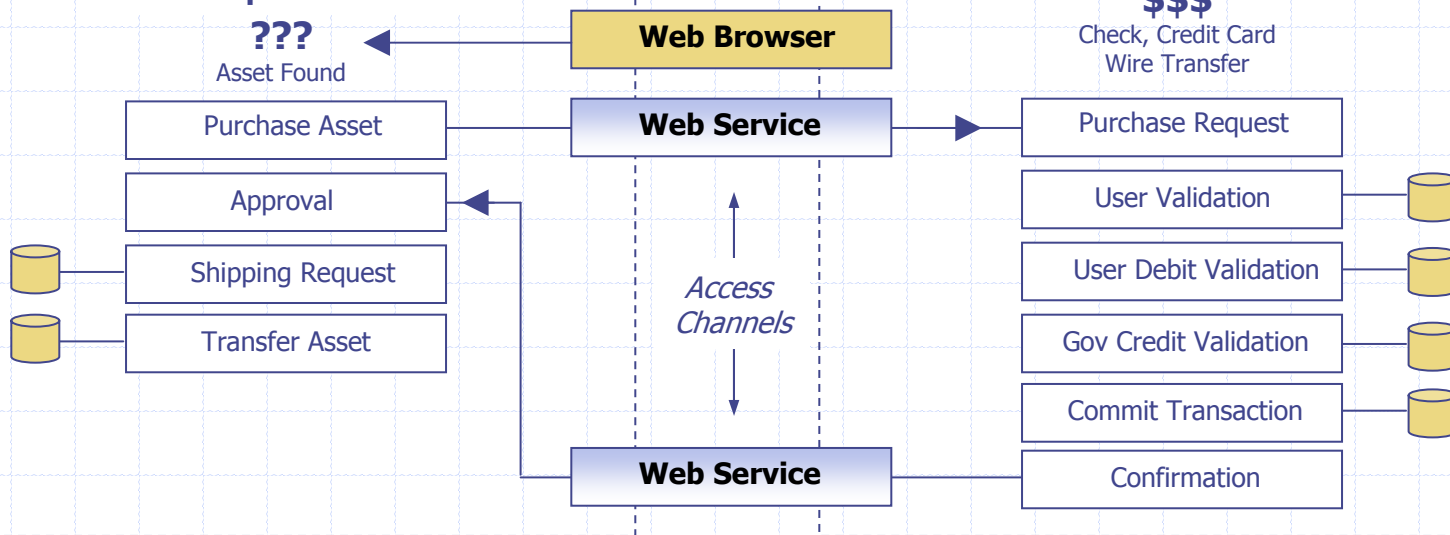 ???
Asset Found
Web Browser
$$$
Check, Credit Card
Wire Transfer
Purchase Asset
Web Service
Purchase Request
Approval
User Validation
Shipping Request
Access
Channels
User Debit Validation
Transfer Asset
Gov Credit Validation
Commit Transaction
Web Service
Confirmation